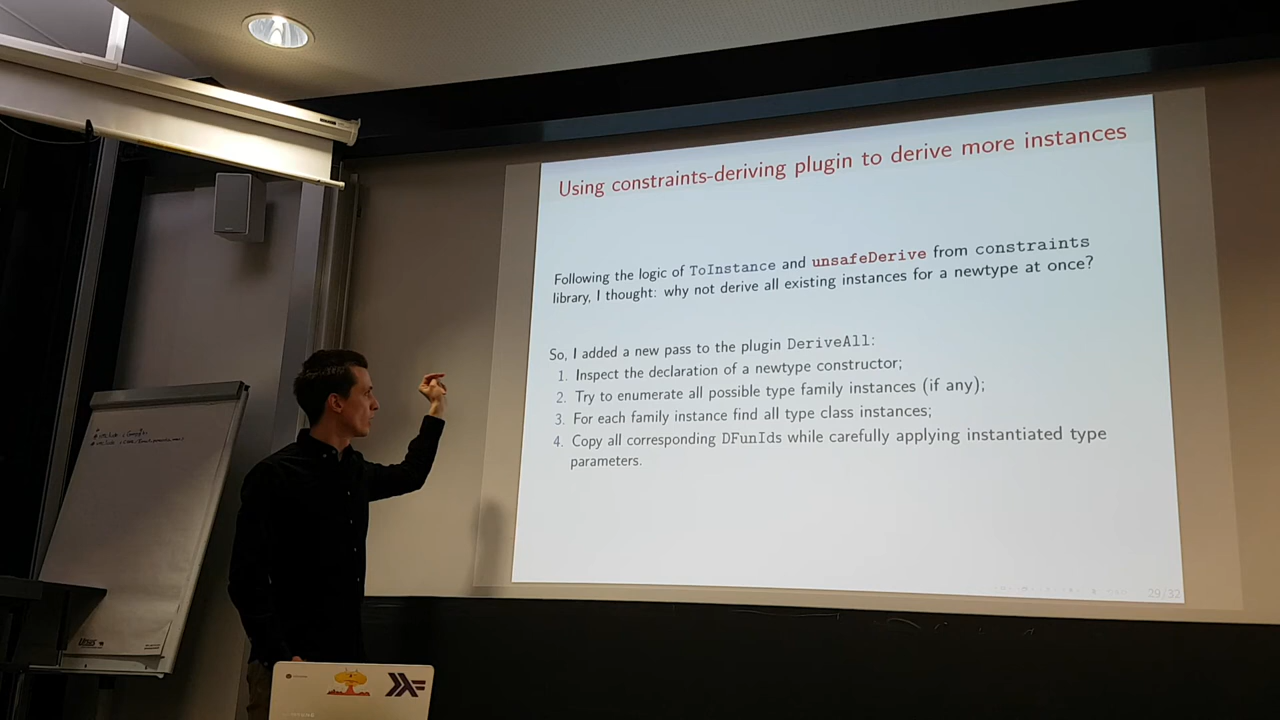 Using constraints-deriving plugin to derive more instances
Following the logic of ToInstance and unsafeDerive from constraints
library, I thought: why not derive all existing instances for a newtype at once?
So, I added a new pass to the plugin DeriveAll:
1. Inspect the declaration of a newtype constructor;
2. Try to enumerate all possible type family instances (if any);
3. For each family instance find all type class instances;
4. Copy all corresponding DFunIds while carefully applying instantiated type
parameters.
29/32